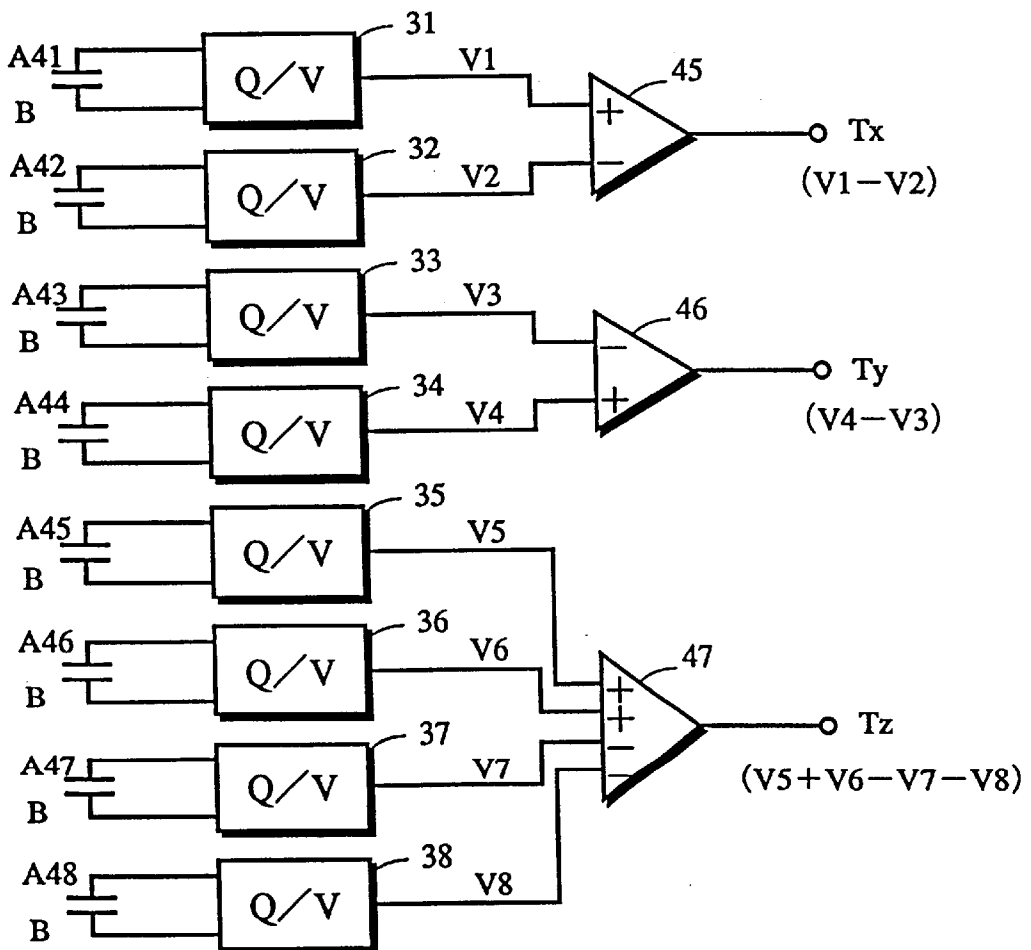 31
A41
Q/V
V1
45
B
+
Tx
32
−
A42
Q/V
V2
(V1−V2)
B
33
A43
Q/V
V3
46
B
−
Ty
34
+
A44
Q/V
V4
(V4−V3)
B
35
A45
Q/V
V5
B
36
A46
Q/V
V6
47
B
+
+
Tz
37
−
A47
Q/V
V7
−
(V5+V6−V7−V8)
B
38
A48
Q/V
V8
B